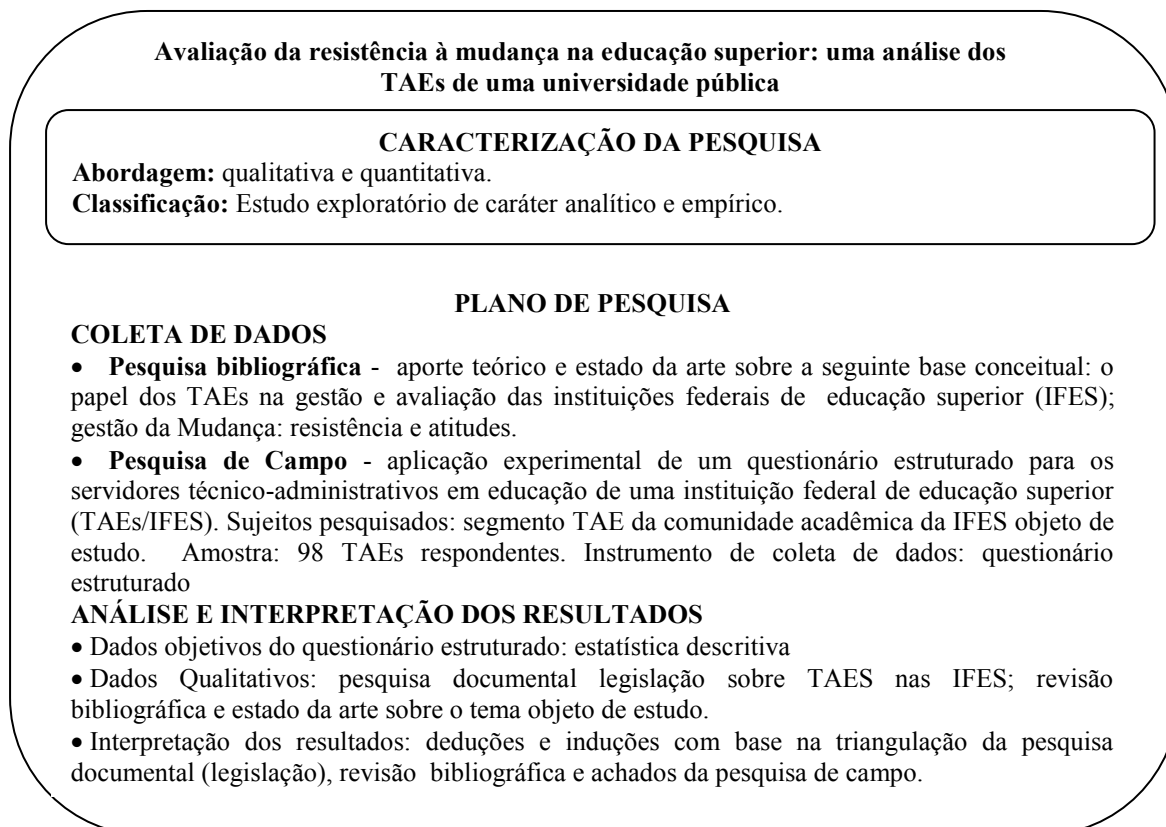 Avaliação da resistência à mudança na educação superior: uma análise dos
TAEs de uma universidade pública
CARACTERIZAÇÃO DA PESQUISA
Abordagem: qualitativa e quantitativa.
Classificação: Estudo exploratório de caráter analítico e empírico.
PLANO DE PESQUISA
COLETA DE DADOS
• Pesquisa bibliográfica - aporte teórico e estado da arte sobre a seguinte base conceitual: o
papel dos TAEs na gestão e avaliação das instituições federais de educação superior (IFES);
gestão da Mudança: resistência e atitudes.
• Pesquisa de Campo - aplicação experimental de um questionário estruturado para os
servidores técnico-administrativos em educação de uma instituição federal de educação superior
(TAEs/IFES). Sujeitos pesquisados: segmento TAE da comunidade acadêmica da IFES objeto de
estudo. Amostra: 98 TAEs respondentes. Instrumento de coleta de dados: questionário
estruturado
ANÁLISE E INTERPRETAÇÃO DOS RESULTADOS
• Dados objetivos do questionário estruturado: estatística descritiva
• Dados Qualitativos: pesquisa documental legislação sobre TAES nas IFES; revisão
bibliográfica e estado da arte sobre o tema objeto de estudo.
• Interpretação dos resultados: deduções e induções com base na triangulação da pesquisa
documental (legislação), revisão bibliográfica e achados da pesquisa de campo.